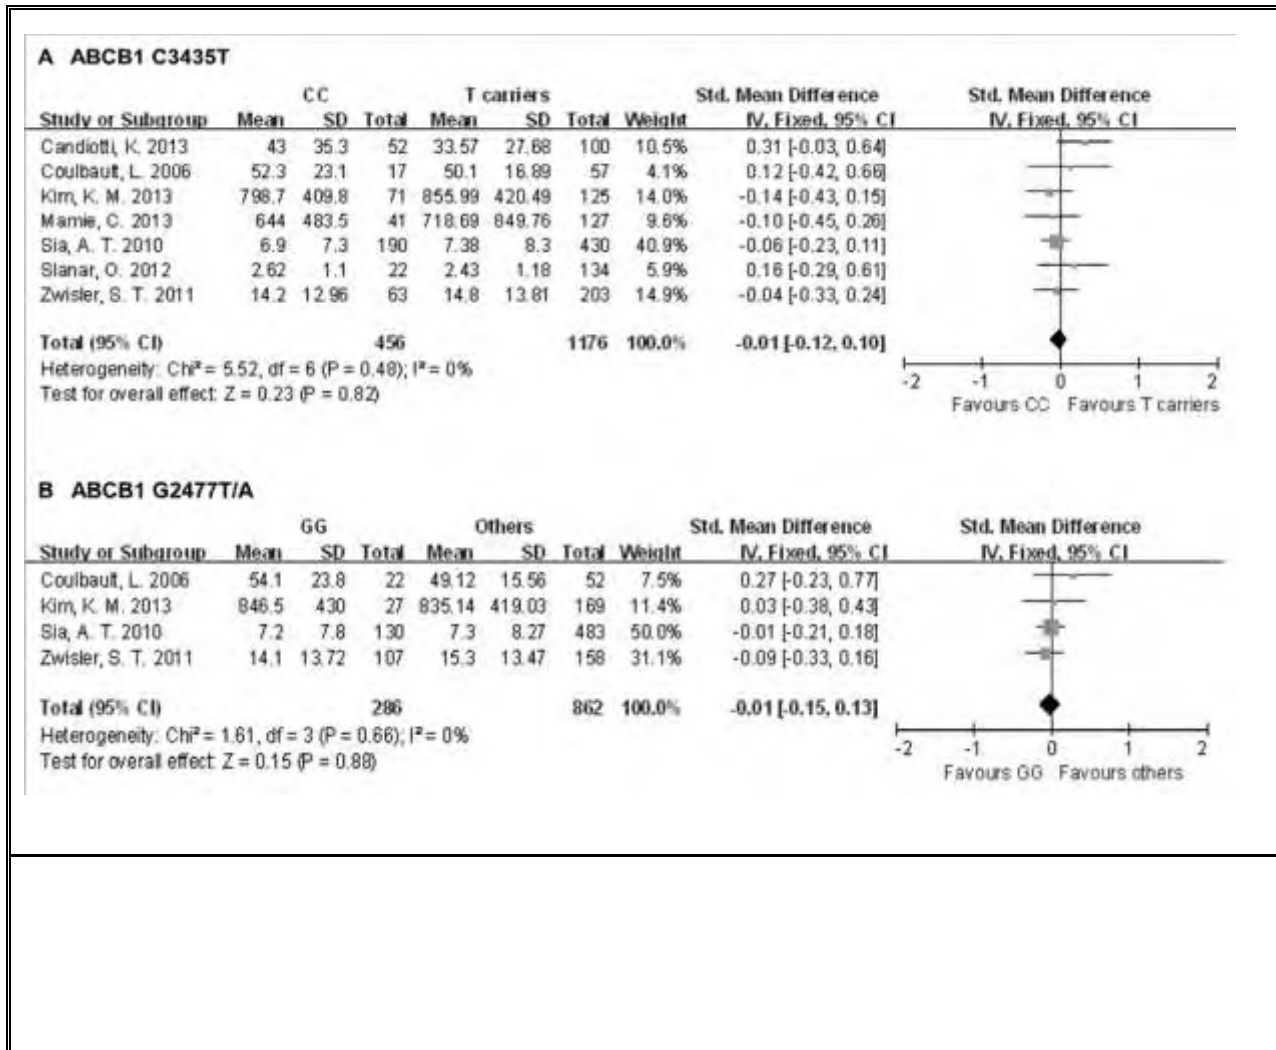 A ABCB1 C3435T
CC T carriers Std. Mean Difference Std. Mean Difference
Study or Subgroup Mean SD Total Mean SD Total Weight IV, Fixed, 95% CI IV, Fixed, 95% CI
Candiotti, K. 2013 43 35.3 52 33.57 27.68 100 10.5% 0.31 [-0.03, 0.64]
Coulbault, L. 2006 52.3 23.1 17 50.1 16.89 57 4.1% 0.12 [-0.42, 0.66]
Kim, K. M. 2013 798.7 409.8 71 855.99 420.49 125 14.0% -0.14 [-0.43, 0.15]
Mamie, C. 2013 644 483.5 41 718.69 849.76 127 9.6% -0.10 [-0.45, 0.26]
Sia, A. T. 2010 6.9 7.3 190 7.38 8.3 430 40.9% -0.06 [-0.23, 0.11]
Slanar, O. 2012 2.62 1.1 22 2.43 1.18 134 5.9% 0.16 [-0.29, 0.61]
Zwisler, S. T. 2011 14.2 12.96 63 14.8 13.81 203 14.9% -0.04 [-0.33, 0.24]
Total (95% CI) 456 1176 100.0% -0.01 [-0.12, 0.10]
Heterogeneity: Chi² = 5.52, df = 6 (P = 0.48); I² = 0%
Test for overall effect: Z = 0.23 (P = 0.82)
-2 -1 0 1 2
Favours CC Favours T carriers
B ABCB1 G2477T/A
GG Others Std. Mean Difference Std. Mean Difference
Study or Subgroup Mean SD Total Mean SD Total Weight IV, Fixed, 95% CI IV, Fixed, 95% CI
Coulbault, L. 2006 54.1 23.8 22 49.12 15.56 52 7.5% 0.27 [-0.23, 0.77]
Kim, K. M. 2013 846.5 430 27 835.14 419.03 169 11.4% 0.03 [-0.38, 0.43]
Sia, A. T. 2010 7.2 7.8 130 7.3 8.27 483 50.0% -0.01 [-0.21, 0.18]
Zwisler, S. T. 2011 14.1 13.72 107 15.3 13.47 158 31.1% -0.09 [-0.33, 0.16]
Total (95% CI) 286 862 100.0% -0.01 [-0.15, 0.13]
Heterogeneity: Chi² = 1.61, df = 3 (P = 0.66); I² = 0%
Test for overall effect: Z = 0.15 (P = 0.88)
-2 -1 0 1 2
Favours GG Favours others